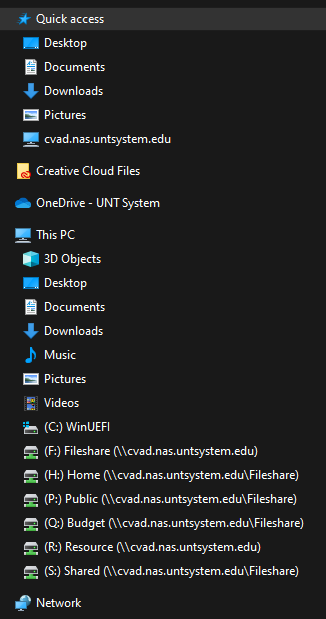 Quick access
Desktop
Documents
Downloads
Pictures
cvad.nas.untsystem.edu
Creative Cloud Files
OneDrive - UNT System
This PC
3D Objects
Desktop
Documents
Downloads
Music
Pictures
Videos
(C:) WinUEFI
(F:) Fileshare (\\cvad.nas.untsystem.edu)
(H:) Home (\\cvad.nas.untsystem.edu\Fileshare)
(P:) Public (\\cvad.nas.untsystem.edu\Fileshare)
(Q:) Budget (\\cvad.nas.untsystem.edu\Fileshare)
(R:) Resource (\\cvad.nas.untsystem.edu)
(S:) Shared (\\cvad.nas.untsystem.edu\Fileshare)
Network